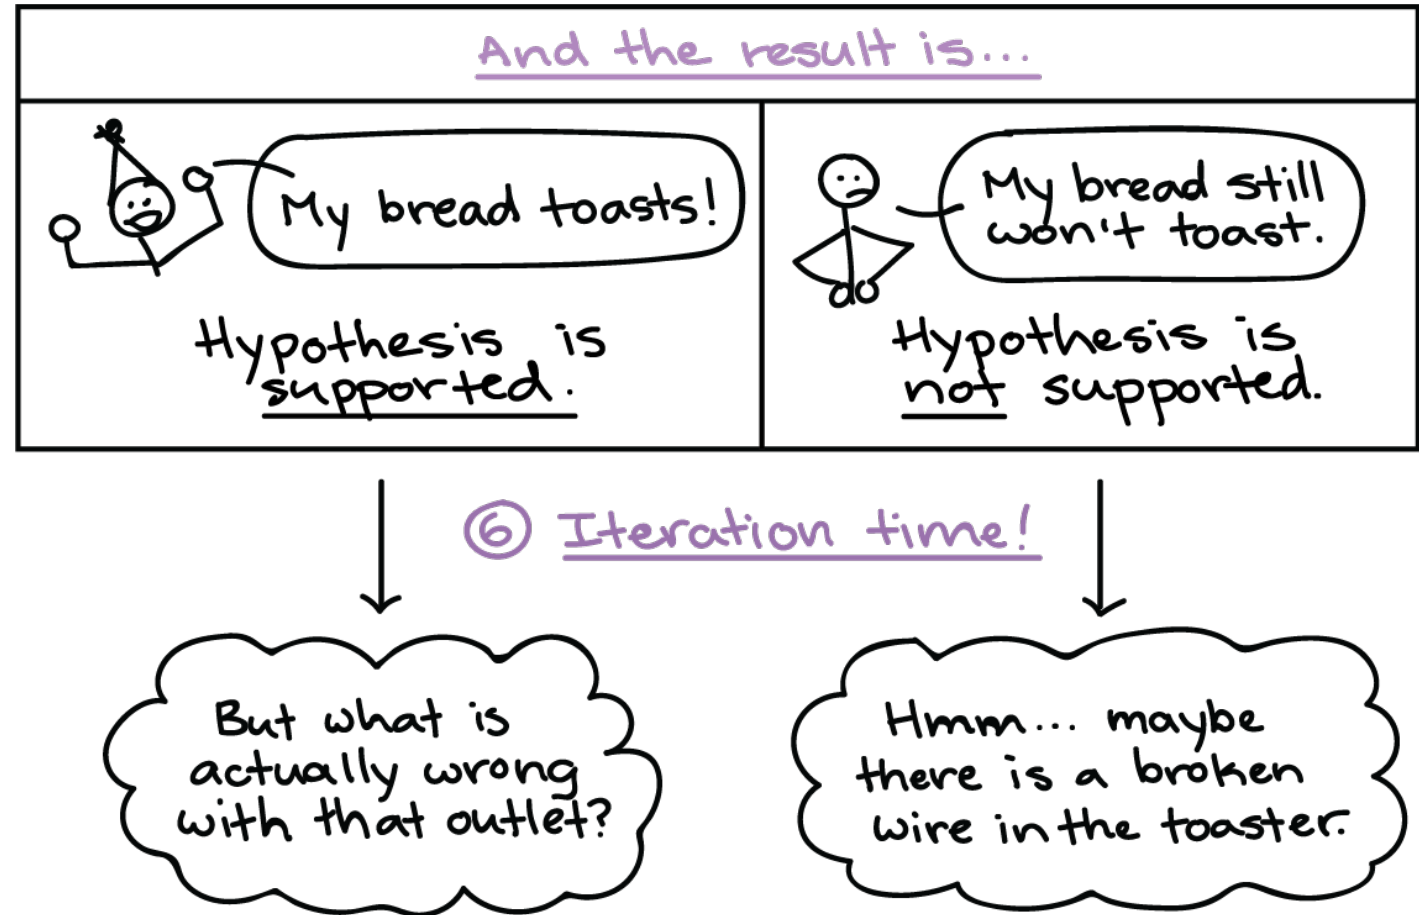 And the result is...
My bread toasts!
Hypothesis is
supported.
My bread still
won't toast.
Hypothesis is
not supported.
6 Iteration time!
But what is
actually wrong
with that outlet?
Hmm... maybe
there is a broken
wire in the toaster.